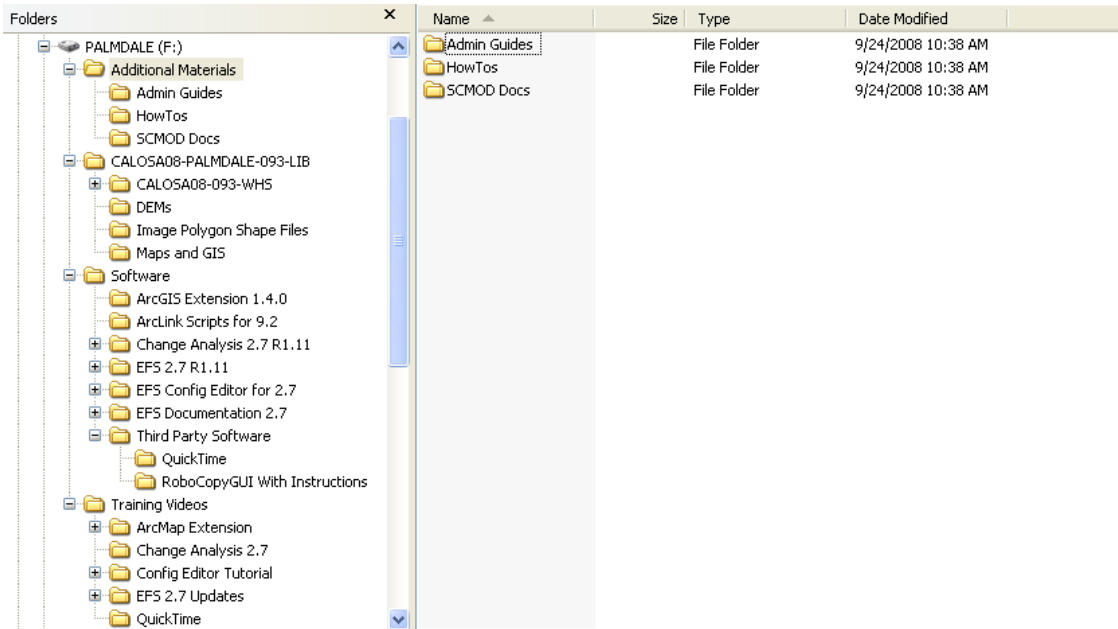 Folders
PALMDALE (F:)
Additional Materials
Admin Guides
HowTos
SCMOD Docs
CALOSA08-PALMDALE-093-LIB
CALOSA08-093-WHS
DEMs
Image Polygon Shape Files
Maps and GIS
Software
ArcGIS Extension 1.4.0
ArcLink Scripts for 9.2
Change Analysis 2.7 R1.11
EFS 2.7 R1.11
EFS Config Editor for 2.7
EFS Documentation 2.7
Third Party Software
QuickTime
RoboCopyGUI With Instructions
Training Videos
ArcMap Extension
Change Analysis 2.7
Config Editor Tutorial
EFS 2.7 Updates
QuickTime
Name Size Type Date Modified
Admin Guides File Folder 9/24/2008 10:38 AM
HowTos File Folder 9/24/2008 10:38 AM
SCMOD Docs File Folder 9/24/2008 10:38 AM